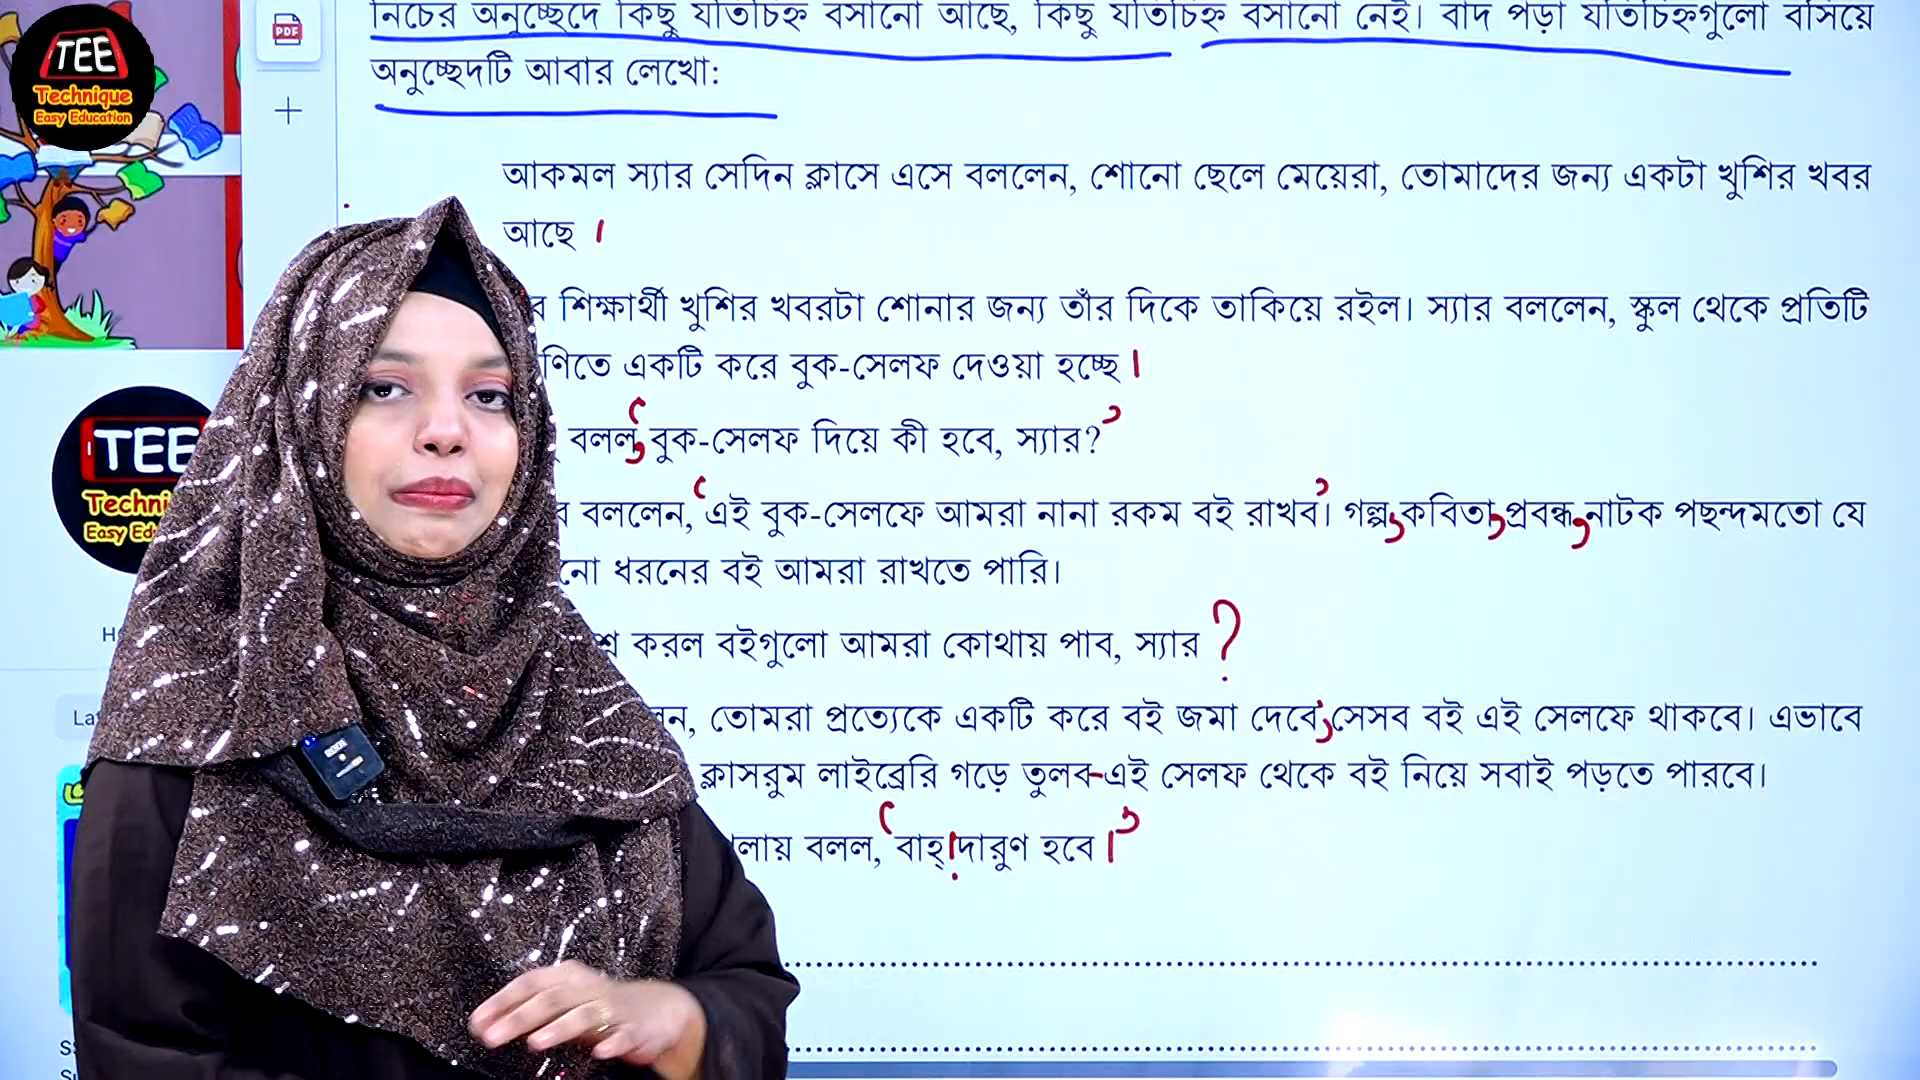 TEE
Technique
Easy Education
PDF
নিচের অনুচ্ছেদে কিছু যতিচিহ্ন বসানো আছে, কিছু যতিচিহ্ন বসানো নেই। বাদ পড়া যতিচিহ্নগুলো বসিয়ে
অনুচ্ছেদটি আবার লেখো:
আকমল স্যার সেদিন ক্লাসে এসে বললেন, শোনো ছেলে মেয়েরা, তোমাদের জন্য একটা খুশির খবর
আছে ।
শিক্ষার্থী খুশির খবরটা শোনার জন্য তাঁর দিকে তাকিয়ে রইল। স্যার বললেন, স্কুল থেকে প্রতিটি
একটি করে বুক-সেলফ দেওয়া হচ্ছে।
বলল, ‘বুক-সেলফ দিয়ে কী হবে, স্যার?’
বললেন, ‘এই বুক-সেলফে আমরা নানা রকম বই রাখব’। গল্প,কবিতা,প্রবন্ধ,নাটক পছন্দমতো যে
ধরনের বই আমরা রাখতে পারি।
করল বইগুলো আমরা কোথায় পাব, স্যার ?
তোমরা প্রত্যেকে একটি করে বই জমা দেবে;সেসব বই এই সেলফে থাকবে। এভাবে
ক্লাসরুম লাইব্রেরি গড়ে তুলব-এই সেলফ থেকে বই নিয়ে সবাই পড়তে পারবে।
বলল, ‘বাহ্!দারুণ হবে।’
TEE